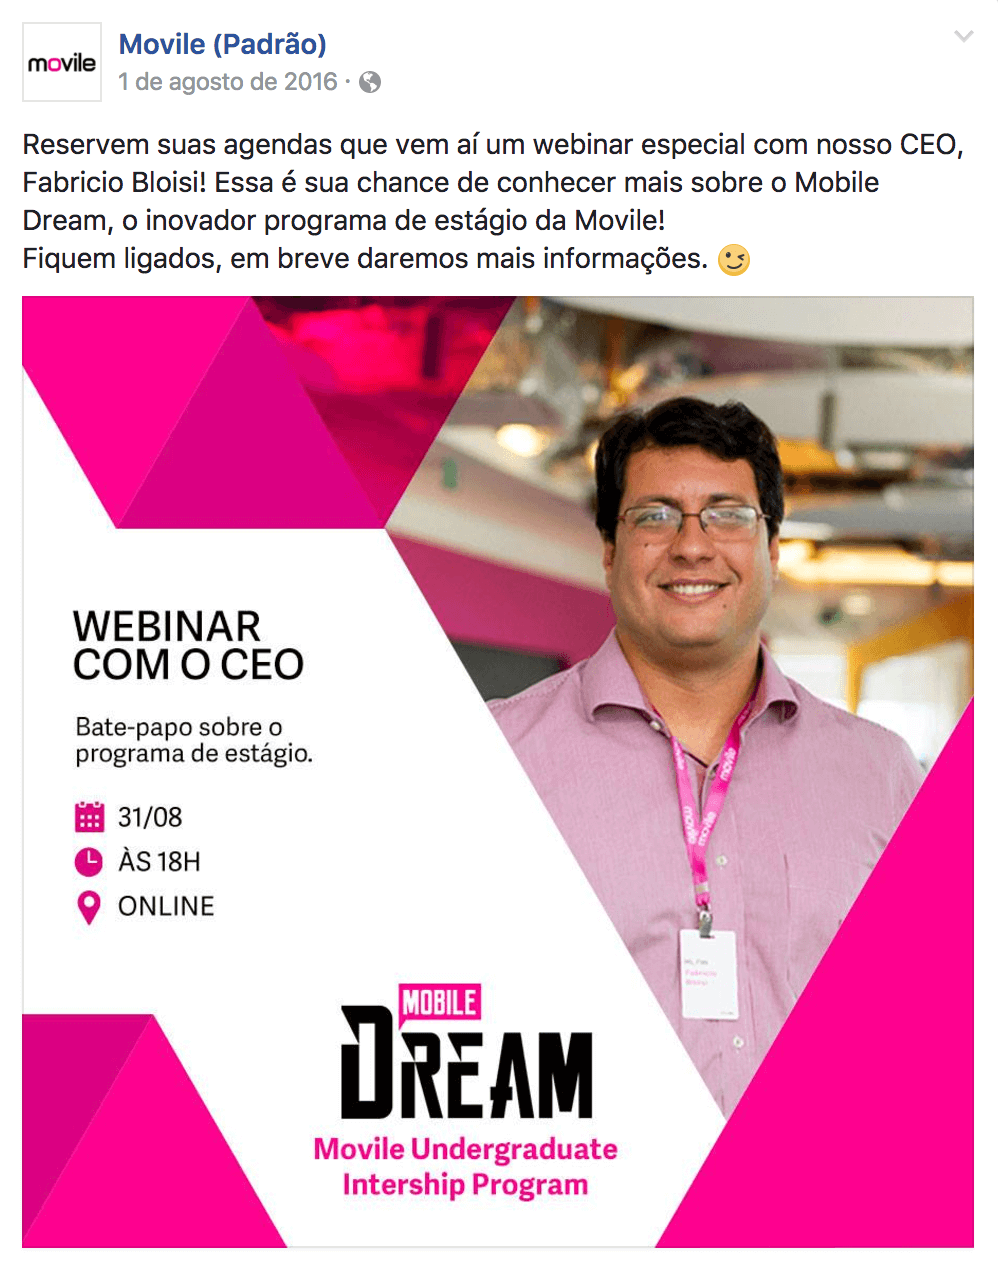 movile
Movile (Padrão)
1 de agosto de 2016 ·
Reservem suas agendas que vem aí um webinar especial com nosso CEO,
Fabricio Bloisi! Essa é sua chance de conhecer mais sobre o Mobile
Dream, o inovador programa de estágio da Movile!
Fiquem ligados, em breve daremos mais informações. 😉
WEBINAR
COM O CEO
Bate-papo sobre o
programa de estágio.
31/08
ÀS 18H
ONLINE
movile
movile
movile
Fabricio
Bloisi
MOBILE
DREAM
Movile Undergraduate
Intership Program